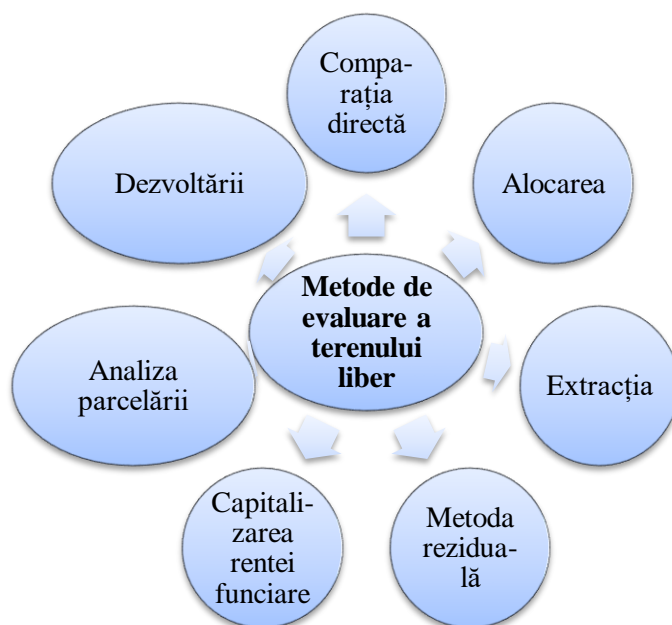 Compa-
rația
directă
Dezvoltării
Alocarea
Metode de
evaluare a
terenului
liber
Analiza
parcelării
Extracția
Capitali-
zarea
rentei
funciare
Metoda
rezidua-
lă